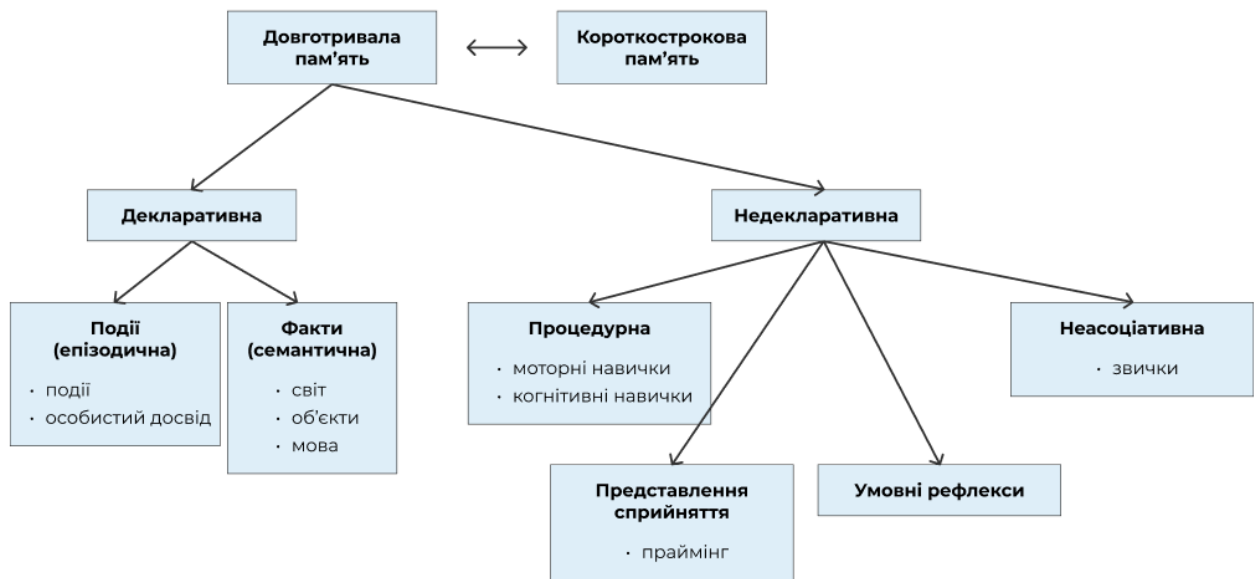 Довготривала
пам’ять
Короткострокова
пам’ять
Декларативна
Недекларативна
Події
(епізодична)
· події
· особистий досвід
Факти
(семантична)
· світ
· об’єкти
· мова
Процедурна
· моторні навички
· когнітивні навички
Неасоціативна
· звички
Представлення
сприйняття
· праймінг
Умовні рефлекси